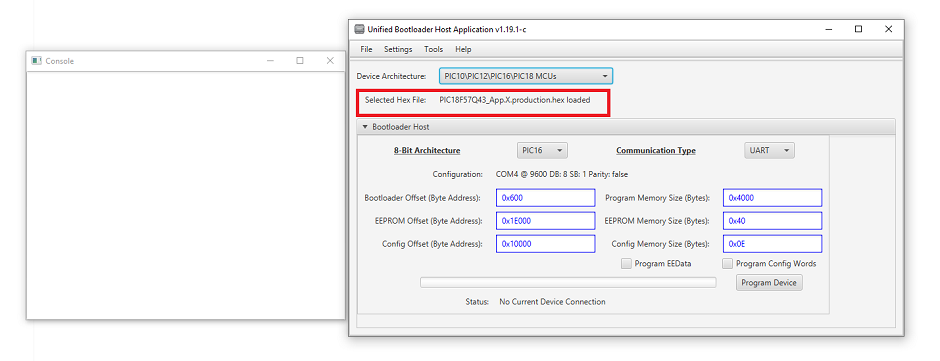 Console
Unified Bootloader Host Application v1.19.1-c
File Settings Tools Help
Device Architecture: PIC10\PIC12\PIC16\PIC18 MCUs
Selected Hex File: PIC18F57Q43_App.X.production.hex loaded
Bootloader Host
8-Bit Architecture PIC16 Communication Type UART
Configuration: COM4 @ 9600 DB: 8 SB: 1 Parity: false
Bootloader Offset (Byte Address): 0x600 Program Memory Size (Bytes): 0x4000
EEPROM Offset (Byte Address): 0x1E000 EEPROM Memory Size (Bytes): 0x40
Config Offset (Byte Address): 0x10000 Config Memory Size (Bytes): 0x0E
Program EEData Program Config Words
Program Device
Status: No Current Device Connection